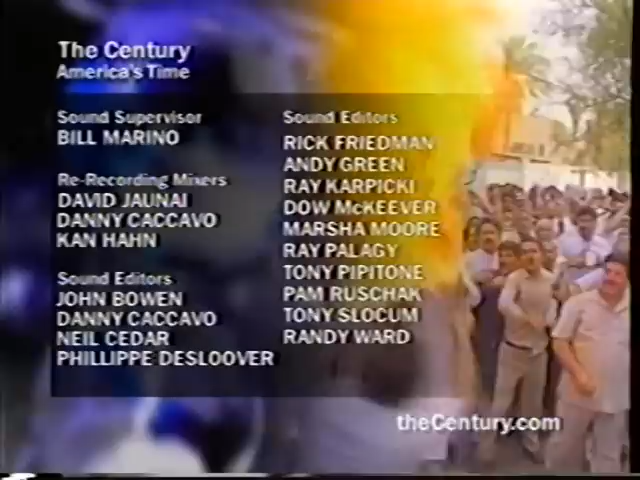 The Century
America's Time
Sound Supervisor
BILL MARINO
Re-Recording Mixers
DAVID JAUNAI
DANNY CACCAVO
KAN HAHN
Sound Editors
JOHN BOWEN
DANNY CACCAVO
NEIL CEDAR
PHILLIPPE DESLOOVER
Sound Editors
RICK FRIEDMAN
ANDY GREEN
RAY KARPICKI
DOW McKEEVER
MARSHA MOORE
RAY PALAGY
TONY PIPITONE
PAM RUSCHAK
TONY SLOCUM
RANDY WARD
theCentury.com